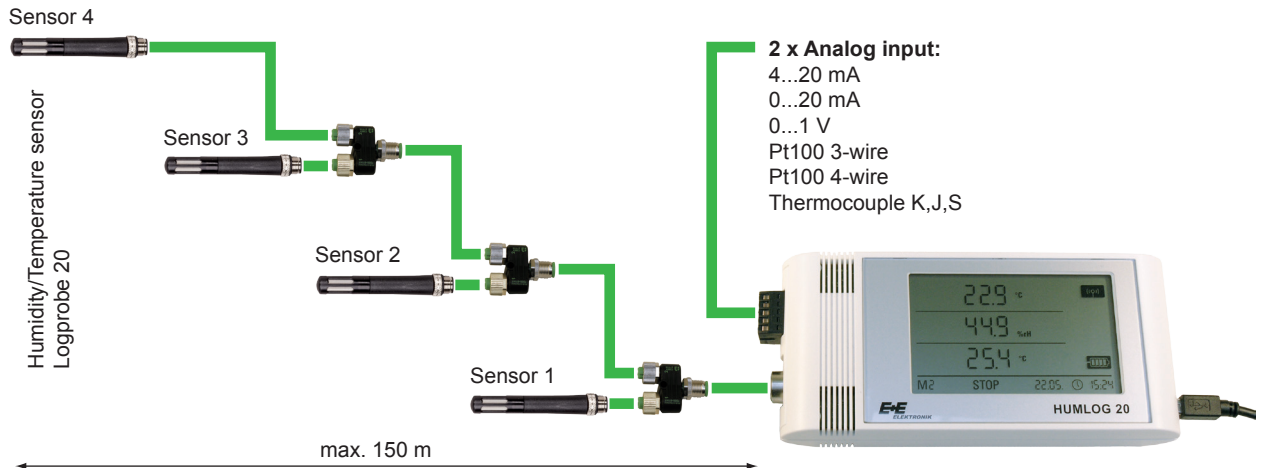 Sensor 4
2 x Analog input:
4...20 mA
0...20 mA
0...1 V
Pt100 3-wire
Pt100 4-wire
Thermocouple K,J,S
Sensor 3
Humidity/Temperature sensor
Logprobe 20
Sensor 2
Sensor 1
22.9 °C
44.9 %rH
25.4 °C
M2 STOP 22.05. 15:24
E+E
ELEKTRONIK
HUMLOG 20
max. 150 m